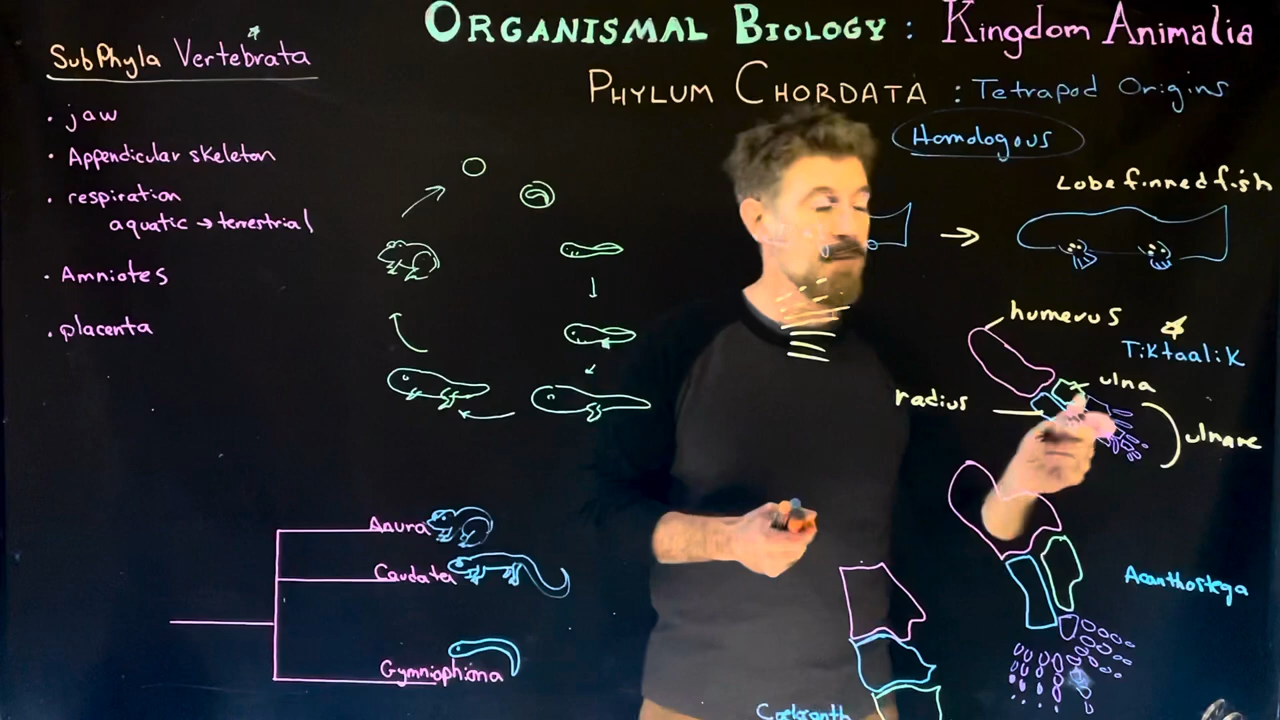 ORGANISMAL BIOLOGY : Kingdom Animalia
PHYLUM CHORDATA : Tetrapod Origins
SubPhyla Vertebrata
• jaw
• Appendicular skeleton
• respiration
aquatic → terrestrial
• Amniotes
• placenta
Homologous
Lobe finned fish
humerus
Tiktaalik
ulna
radius
ulnare
Anura
Caudata
Gymniophiona
Acanthostega
Coelacanth